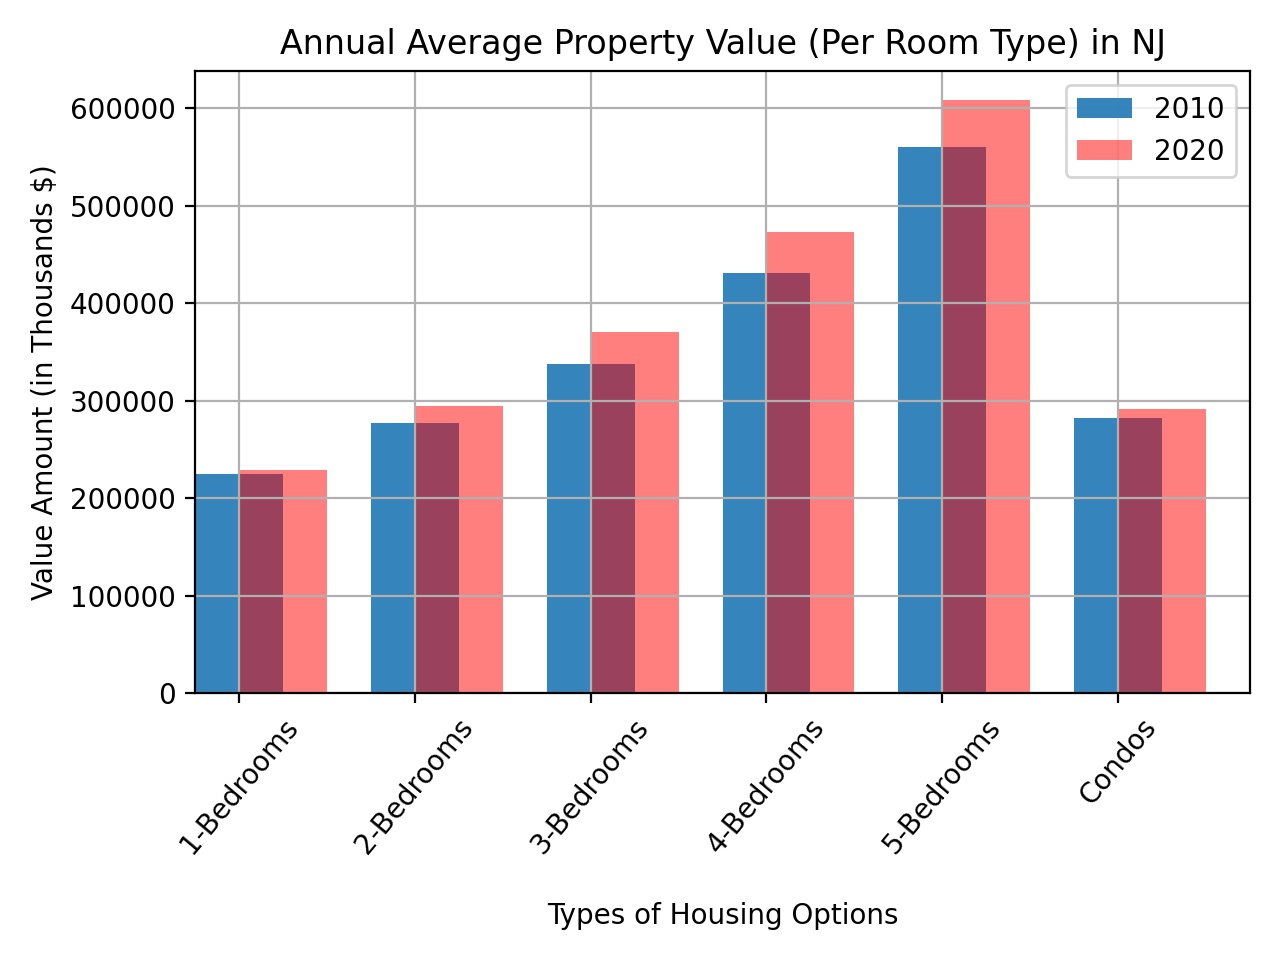 Annual Average Property Value (Per Room Type) in NJ
2010
2020
Value Amount (in Thousands $)
600000
500000
400000
300000
200000
100000
0
1-Bedrooms
2-Bedrooms
3-Bedrooms
4-Bedrooms
5-Bedrooms
Condos
Types of Housing Options